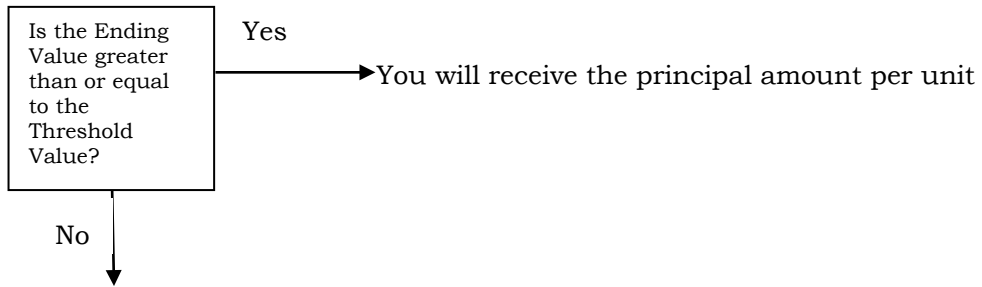 Is the Ending
Value greater
than or equal
to the
Threshold
Value?
Yes
You will receive the principal amount per unit
No